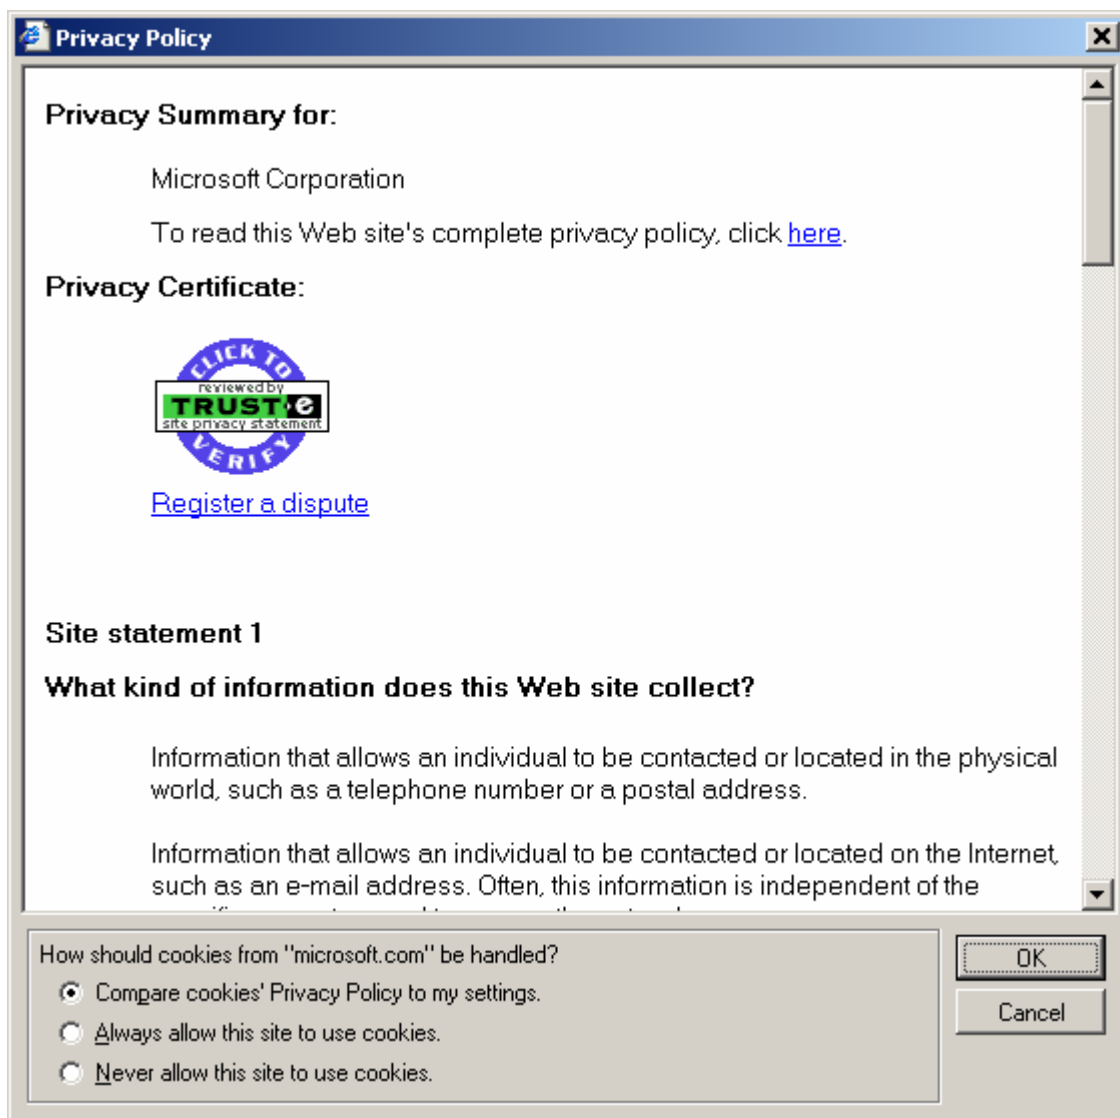 Privacy Policy
Privacy Summary for:
Microsoft Corporation
To read this Web site's complete privacy policy, click here.
Privacy Certificate:
CLICK TO
reviewed by
TRUST·e
site privacy statement
VERIFY
Register a dispute
Site statement 1
What kind of information does this Web site collect?
Information that allows an individual to be contacted or located in the physical
world, such as a telephone number or a postal address.
Information that allows an individual to be contacted or located on the Internet,
such as an e-mail address. Often, this information is independent of the
How should cookies from "microsoft.com" be handled?
Compare cookies' Privacy Policy to my settings.
Always allow this site to use cookies.
Never allow this site to use cookies.
OK
Cancel